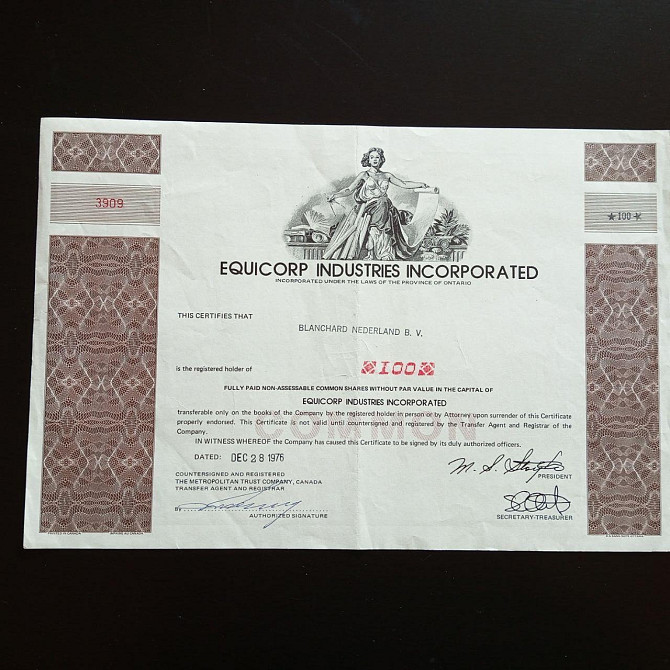 3909
★100★
EQUICORP INDUSTRIES INCORPORATED
INCORPORATED UNDER THE LAWS OF THE PROVINCE OF ONTARIO
THIS CERTIFIES THAT
BLANCHARD NEDERLAND B. V.
is the registered holder of 100
FULLY PAID NON-ASSESSABLE COMMON SHARES WITHOUT PAR VALUE IN THE CAPITAL OF
EQUICORP INDUSTRIES INCORPORATED
transferable only on the books of the Company by the registered holder in person or by Attorney upon surrender of this Certificate
properly endorsed. This Certificate is not valid until countersigned and registered by the Transfer Agent and Registrar of the
Company.
IN WITNESS WHEREOF the Company has caused this Certificate to be signed by its duly authorized officers.
DATED: DEC 28 1976
COUNTERSIGNED AND REGISTERED
THE METROPOLITAN TRUST COMPANY, CANADA
TRANSFER AGENT AND REGISTRAR
BY
AUTHORIZED SIGNATURE
PRESIDENT
SECRETARY-TREASURER
PRINTED IN CANADA